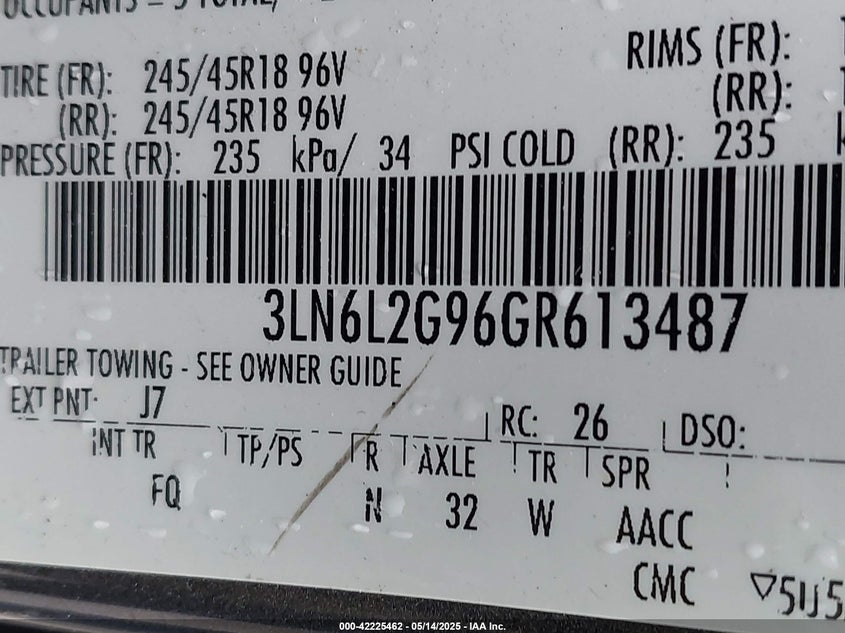 TIRE (FR): 245/45R18 96V RIMS (FR):
(RR): 245/45R18 96V (RR):
PRESSURE (FR): 235 kPa/ 34 PSI COLD (RR): 235
3LN6L2G96GR613487
TRAILER TOWING - SEE OWNER GUIDE
EXT PNT: J7 RC: 26 DSO:
INT TR TP/PS R AXLE TR SPR
FQ N 32 W AACC
CMC ▽5U5
000-42225462 - 05/14/2025 - IAA Inc.